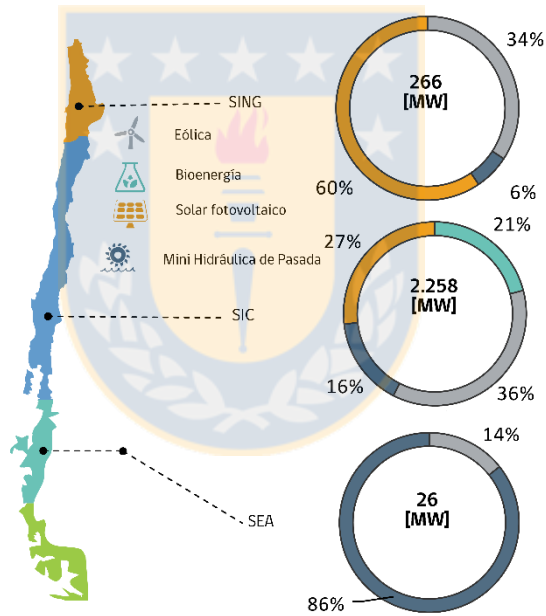 34%
266
[MW]
SING
Eólica
Bioenergía
60%
6%
Solar fotovoltaico
27%
21%
Mini Hidráulica de Pasada
2.258
[MW]
SIC
16%
36%
14%
26
[MW]
SEA
86%